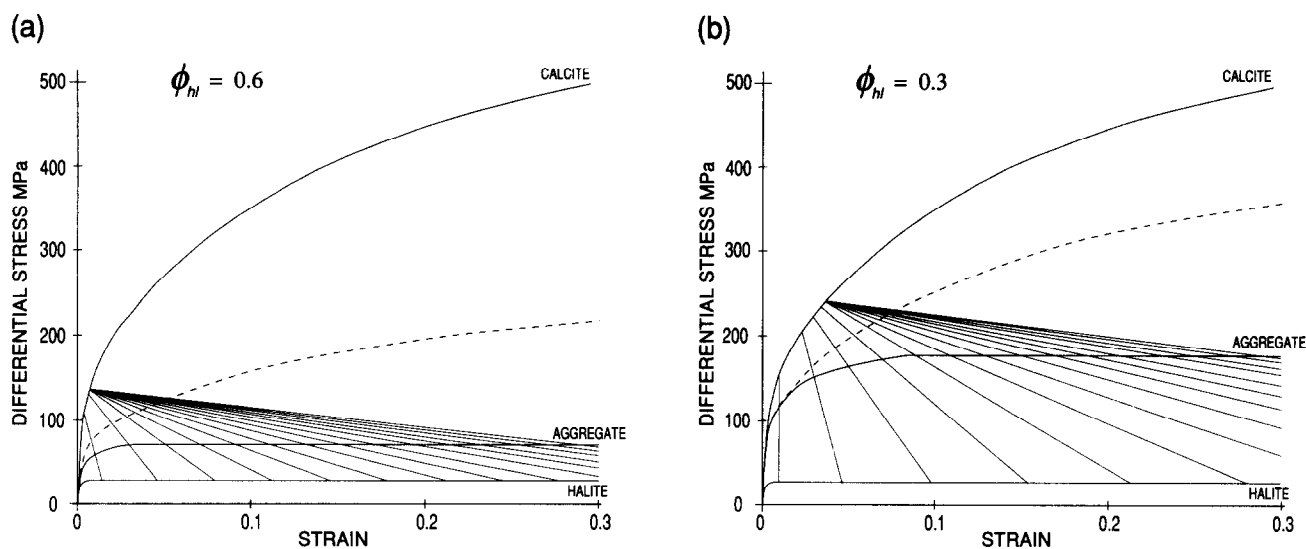 (a)
ϕhl = 0.6
DIFFERENTIAL STRESS MPa
500
400
300
200
100
0
CALCITE
AGGREGATE
HALITE
0 0.1 0.2 0.3
STRAIN
(b)
ϕhl = 0.3
DIFFERENTIAL STRESS MPa
500
400
300
200
100
0
CALCITE
AGGREGATE
HALITE
0 0.1 0.2 0.3
STRAIN